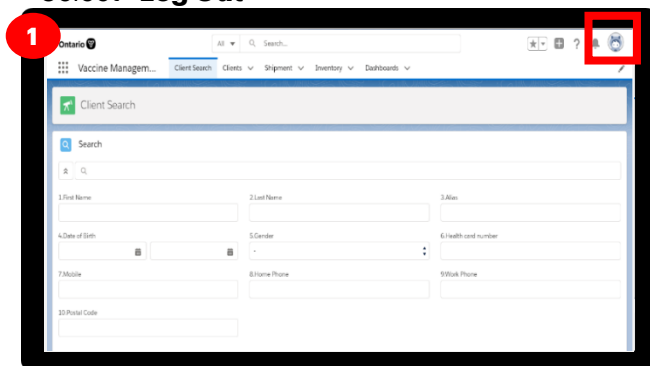 Log Out
1
Ontario
All Search...
?
Vaccine Managem... Client Search Clients Shipment Inventory Dashboards
Client Search
Search
1.First Name 2.Last Name 3.Alias
4.Date of Birth 5.Gender 6.Health card number
-
7.Mobile 8.Home Phone 9.Work Phone
10.Postal Code